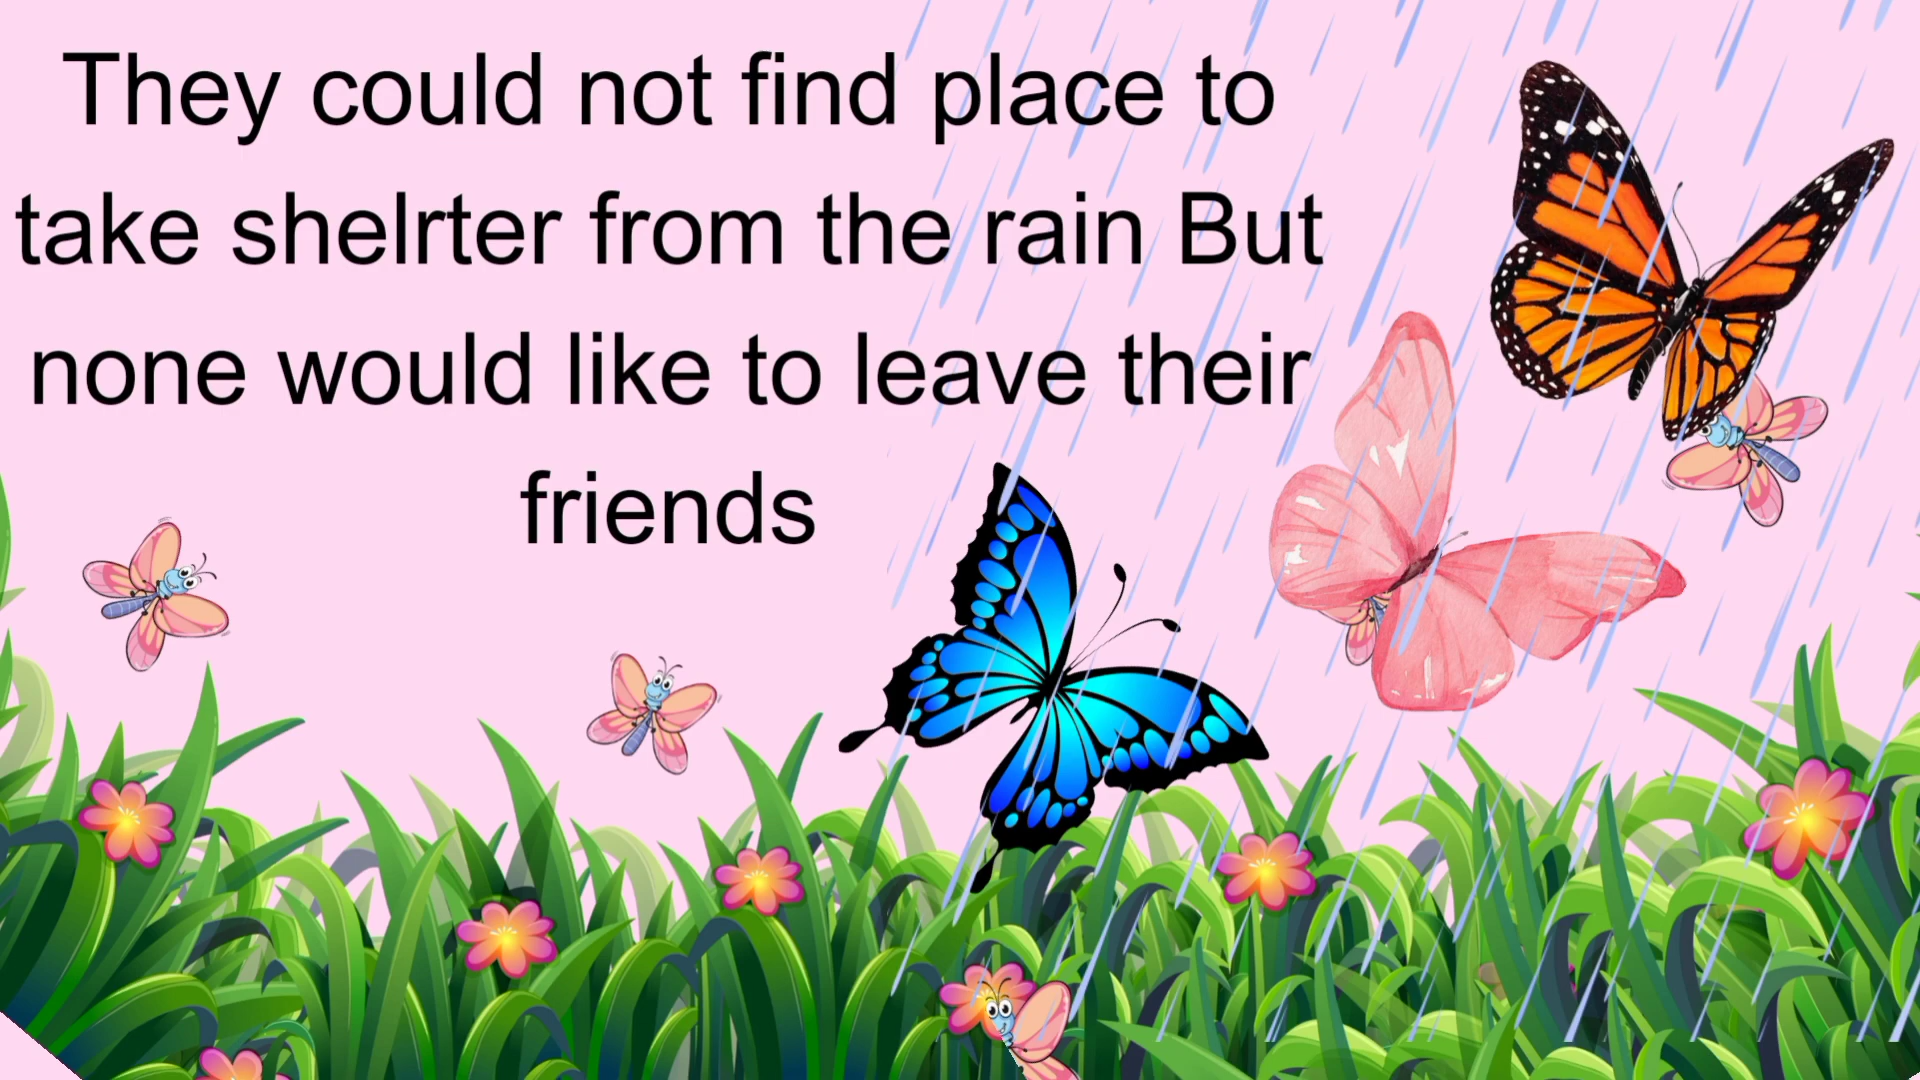 They could not find place to
take shelrter from the rain But
none would like to leave their
friends